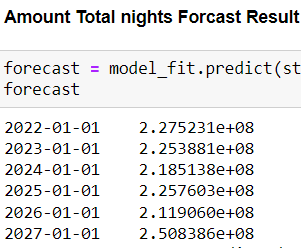 Amount Total nights Forcast Result
forecast = model_fit.predict(st
forecast
2022-01-01 2.275231e+08
2023-01-01 2.253881e+08
2024-01-01 2.185138e+08
2025-01-01 2.257603e+08
2026-01-01 2.119060e+08
2027-01-01 2.508386e+08